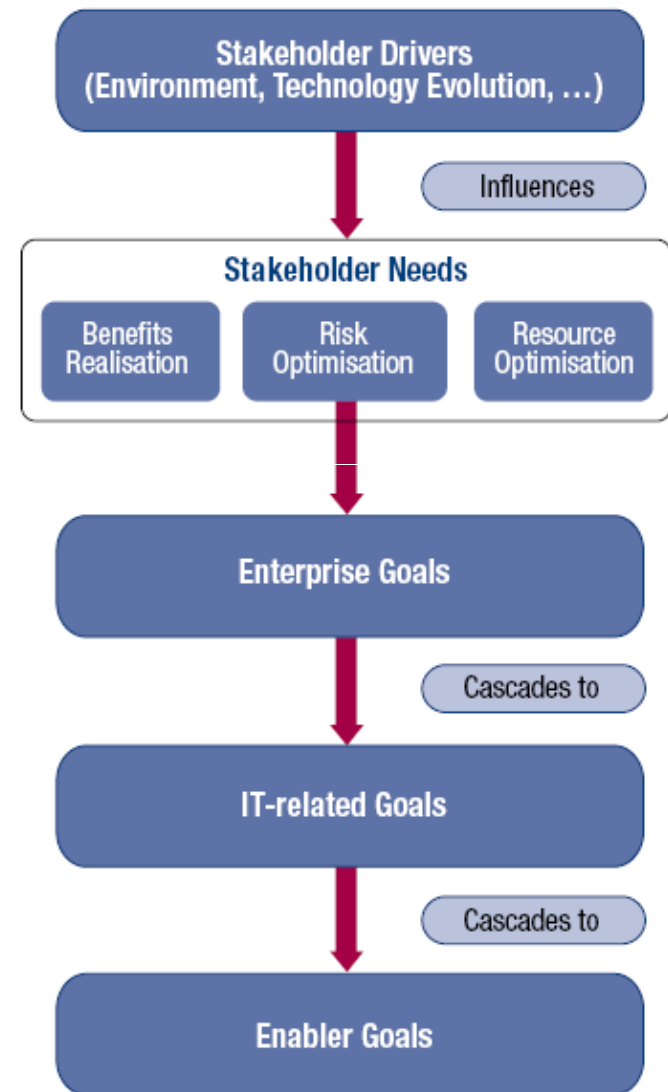 Stakeholder Drivers
(Environment, Technology Evolution, …)
Influences
Stakeholder Needs
Benefits
Realisation
Risk
Optimisation
Resource
Optimisation
Enterprise Goals
Cascades to
IT-related Goals
Cascades to
Enabler Goals